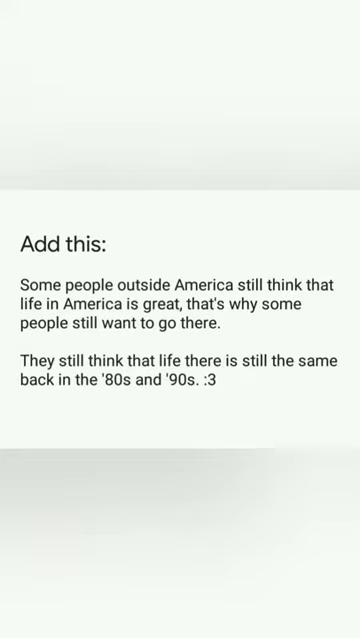 Add this:
Some people outside America still think that
life in America is great, that's why some
people still want to go there.
They still think that life there is still the same
back in the '80s and '90s. :3